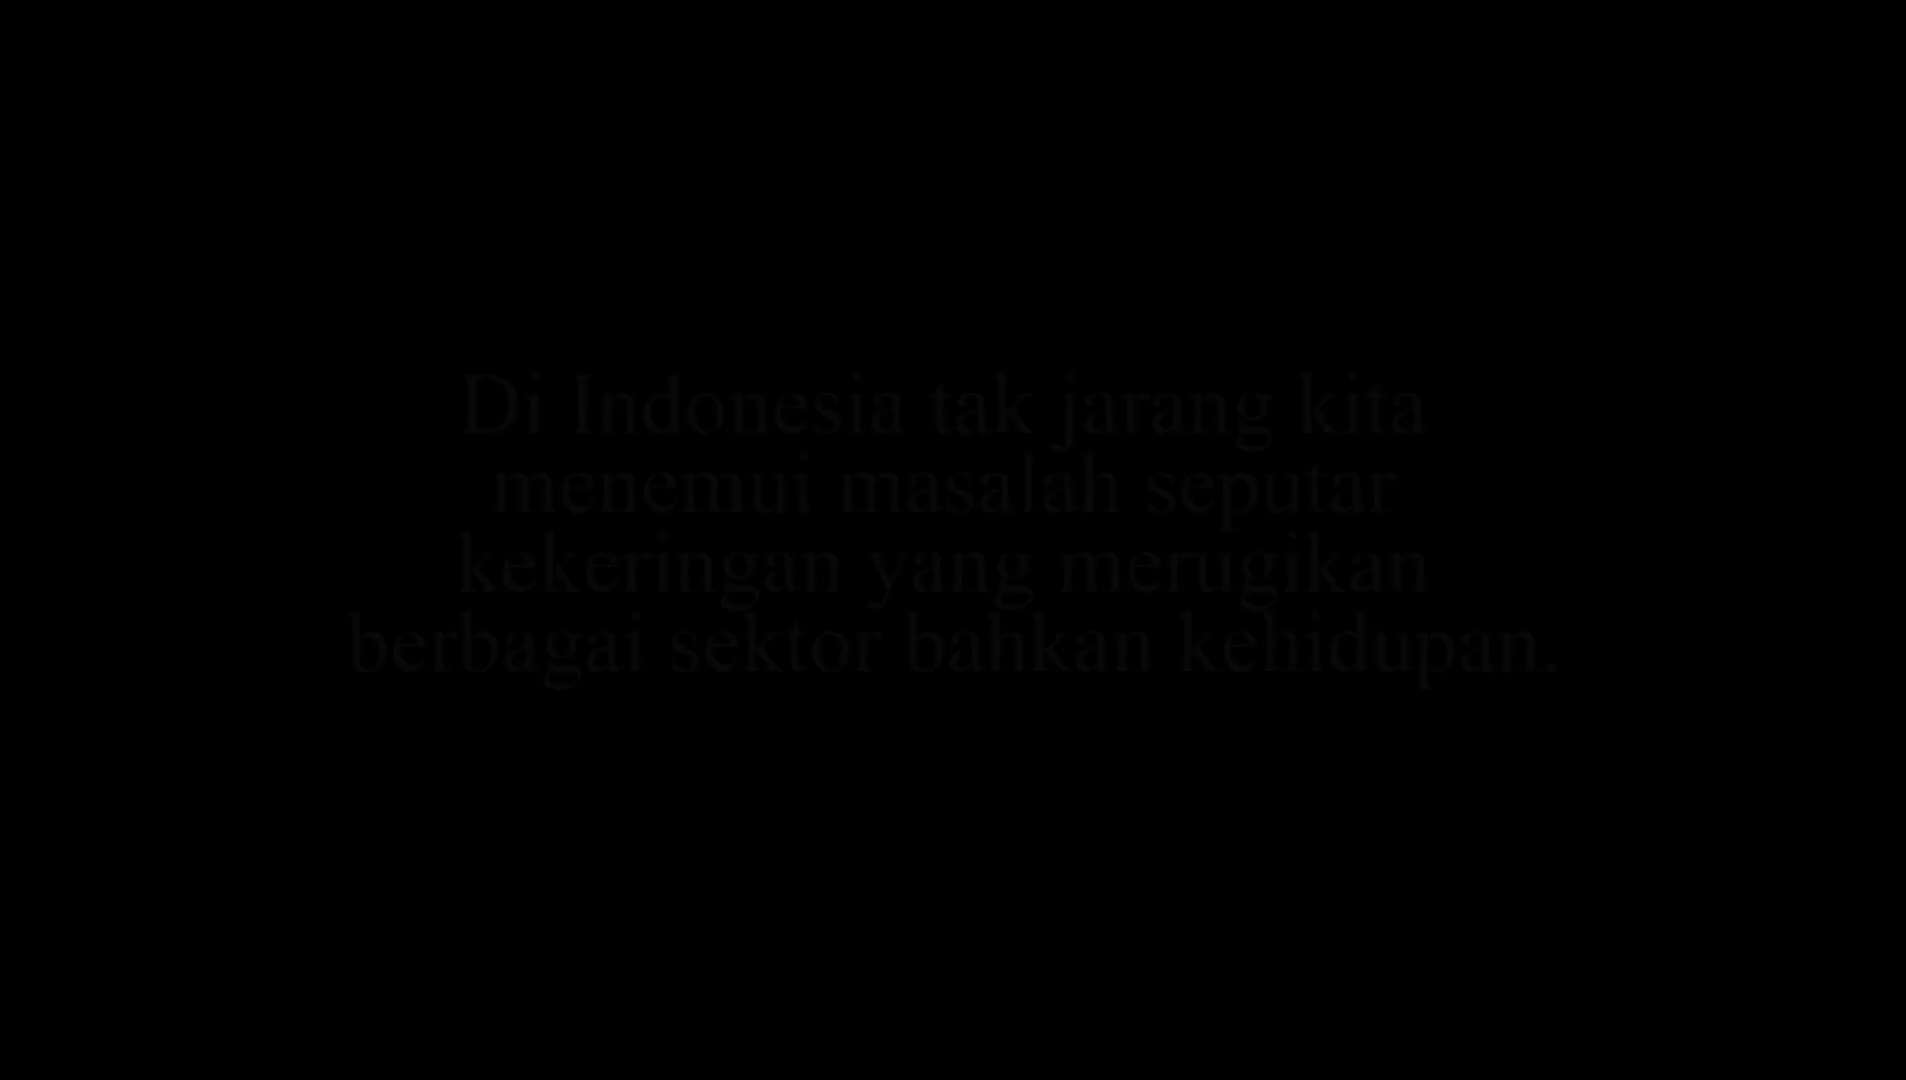 Di Indonesia tak jarang kita
menemui masalah seputar
kekeringan yang merugikan
berbagai sektor bahkan kehidupan.